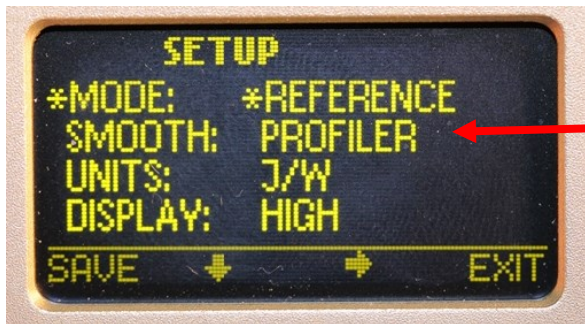 SETUP
*MODE: *REFERENCE
SMOOTH: PROFILER
UNITS: J/W
DISPLAY: HIGH
SAVE ↓ → EXIT